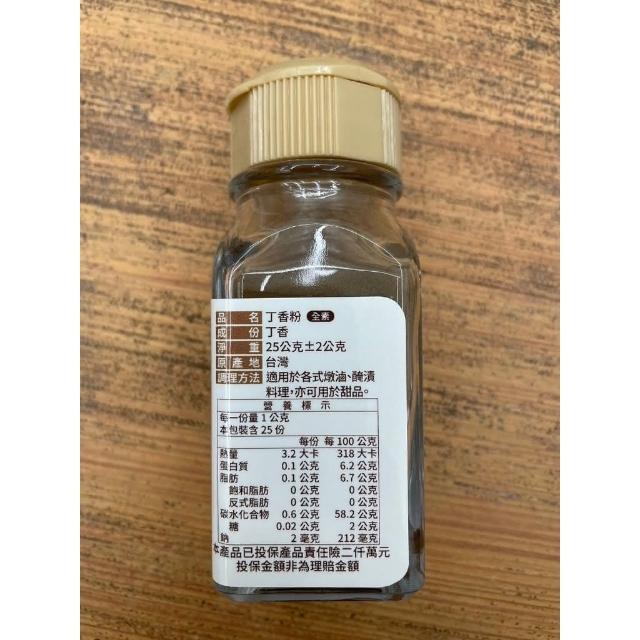 品名 丁香粉 全素
成份 丁香
淨重 25公克±2公克
原產地 台灣
調理方法 適用於各式燉滷、醃漬
料理，亦可用於甜品。
營養標示
每一份量 1 公克
本包裝含 25 份
每份 每 100 公克
熱量 3.2 大卡 318 大卡
蛋白質 0.1 公克 6.2 公克
脂肪 0.1 公克 6.7 公克
飽和脂肪 0 公克 0 公克
反式脂肪 0 公克 0 公克
碳水化合物 0.6 公克 58.2 公克
糖 0.02 公克 2 公克
鈉 2 毫克 212 毫克
本產品已投保產品責任險二仟萬元
投保金額非為理賠金額